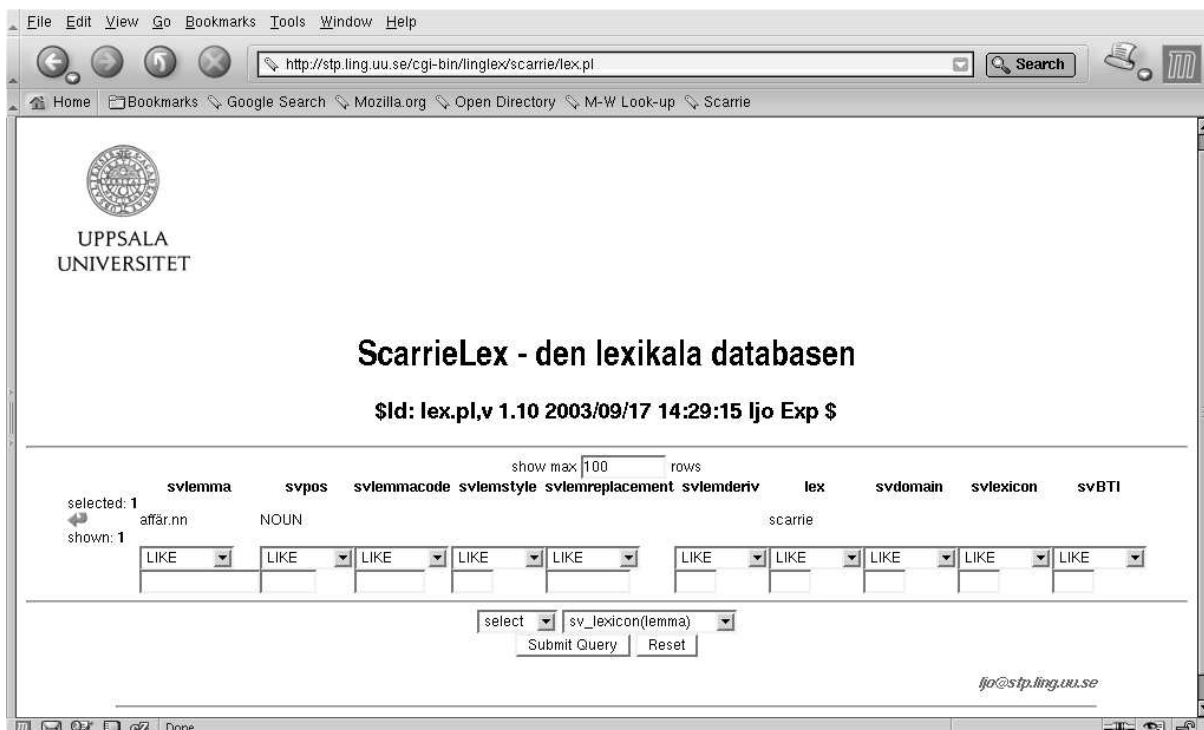 File Edit View Go Bookmarks Tools Window Help
http://stp.ling.uu.se/cgi-bin/linglex/scarrie/lex.pl Search
Home Bookmarks Google Search Mozilla.org Open Directory M-W Look-up Scarrie
UPPSALA
UNIVERSITET
ScarrieLex - den lexikala databasen
$Id: lex.pl,v 1.10 2003/09/17 14:29:15 ljo Exp $
show max 100 rows
svlemma svpos svlemmacode svlemstyle svlemreplacement svlemderiv lex svdomain svlexicon svBTI
selected: 1
affär.nn NOUN scarrie
shown: 1
LIKE LIKE LIKE LIKE LIKE LIKE LIKE LIKE LIKE LIKE
select sv_lexicon(lemma)
Submit Query Reset
ljo@stp.ling.uu.se
Done